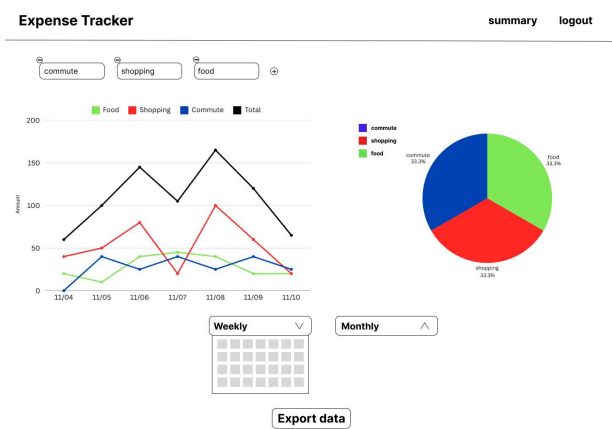 Expense Tracker
summary logout
commute shopping food
Food Shopping Commute Total
200
150
100
50
0
Amount
11/04 11/05 11/06 11/07 11/08 11/09 11/10
commute
shopping
food
commute
33.3%
food
33.3%
shopping
33.3%
Weekly
Monthly
Export data